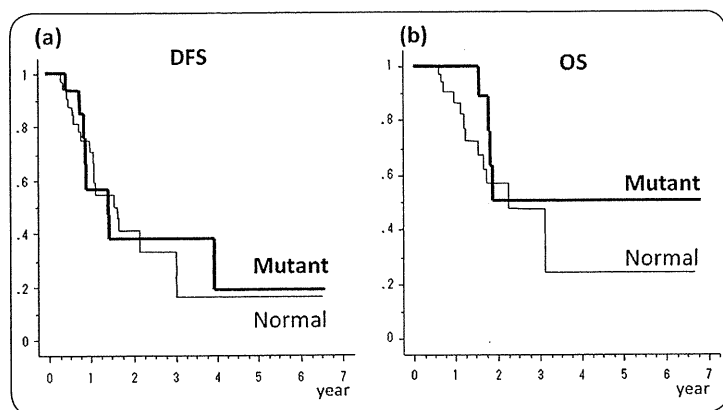 (a)
DFS
1
.8
.6
.4
.2
0
Mutant
Normal
0 1 2 3 4 5 6 7
year
(b)
OS
1
.8
.6
.4
.2
0
Mutant
Normal
0 1 2 3 4 5 6 7
year